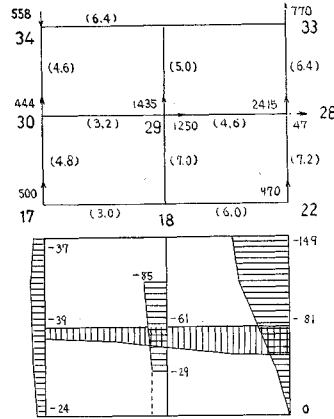 558 (6.4) 770
34 33
(4.6) (5.0) (6.4)
444 1435 2415
30 (3.2) 29 1250 (4.6) 47 28
(4.8) (7.0) (7.2)
500 470
17 (3.0) 18 (6.0) 22
-37 -149
-85
-39 -61 -81
-29
-24 0